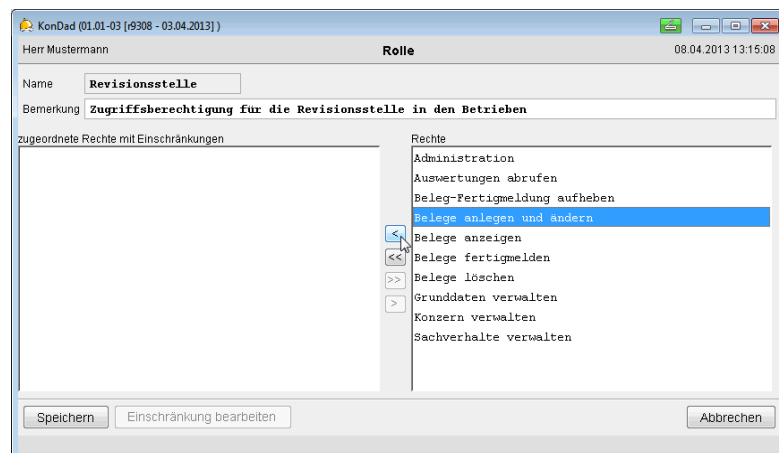 KonDad (01.01-03 [r9308 - 03.04.2013] )
Herr Mustermann Rolle 08.04.2013 13:15:08
Name Revisionsstelle
Bemerkung Zugriffsberechtigung für die Revisionsstelle in den Betrieben
zugeordnete Rechte mit Einschränkungen Rechte
Administration
Auswertungen abrufen
Beleg-Fertigmeldung aufheben
Belege anlegen und ändern
< Belege anzeigen
<< Belege fertigmelden
>> Belege löschen
> Grunddaten verwalten
Konzern verwalten
Sachverhalte verwalten
Speichern Einschränkung bearbeiten Abbrechen